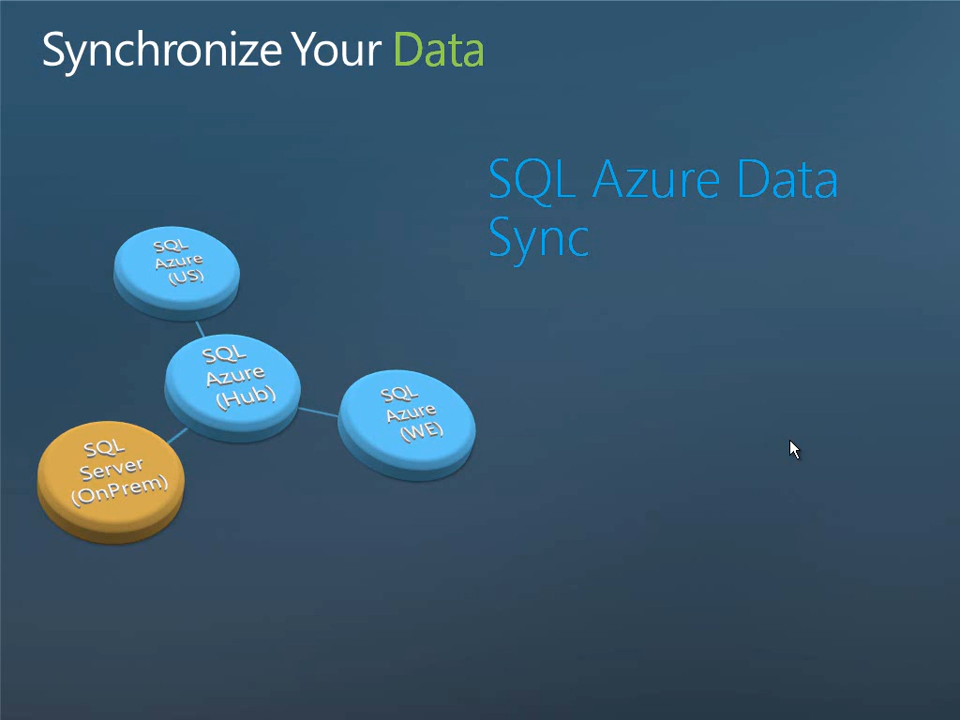 Synchronize Your Data
SQL Azure Data
Sync
SQL
Azure
(US)
SQL
Azure
(Hub)
SQL
Azure
(WE)
SQL
Server
(OnPrem)